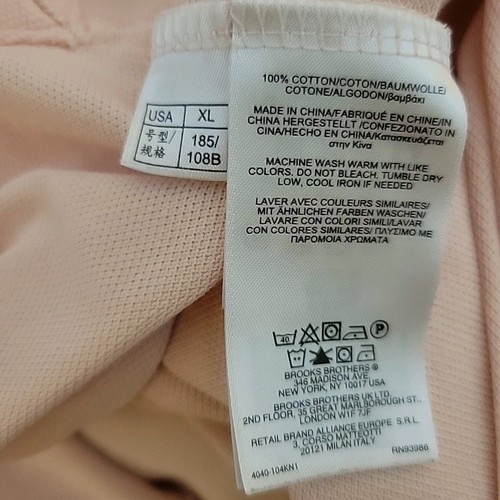 USA XL
号型/规格 185/108B
100% COTTON/COTON/BAUMWOLLE/
COTONE/ALGODON/βαμβάκι
MADE IN CHINA/FABRIQUÉ EN CHINE/IN
CHINA HERGESTELLT/CONFEZIONATO IN
CINA/HECHO EN CHINA/Κατασκευάζεται
στην Κίνα
MACHINE WASH WARM WITH LIKE
COLORS, DO NOT BLEACH. TUMBLE DRY
LOW, COOL IRON IF NEEDED
LAVER AVEC COULEURS SIMILAIRES/
MIT ÄHNLICHEN FARBEN WASCHEN/
LAVARE CON COLORI SIMILI/LAVAR
CON COLORES SIMILARES/ ΠΛΥΣΙΜΟ ΜΕ
ΠΑΡΟΜΟΙΑ ΧΡΩΜΑΤΑ
40 P
BROOKS BROTHERS ®
346 MADISON AVE.
NEW YORK, NY 10017 USA
BROOKS BROTHERS UK LTD.
2ND FLOOR, 35 GREAT MARLBOROUGH ST.,
LONDON W1F 7JF
RETAIL BRAND ALLIANCE EUROPE S.R.L.
3, CORSO MATTEOTTI
20121 MILAN ITALY RN93986
4040-104KN1